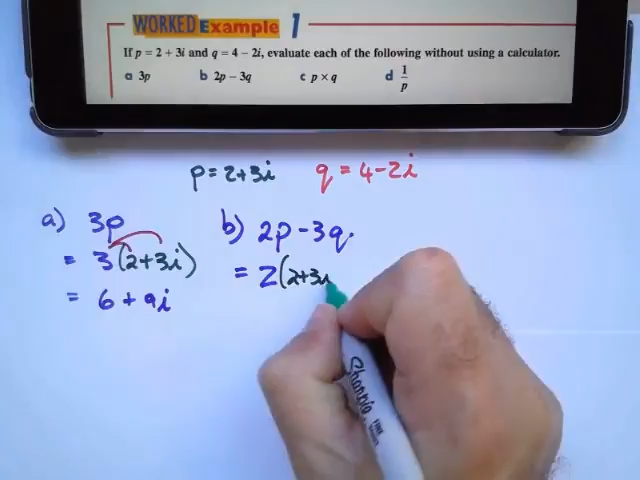 WORKED Example 1
If p = 2 + 3i and q = 4 – 2i, evaluate each of the following without using a calculator.
a 3p b 2p – 3q c p × q d 1/p
p = 2+3i q = 4-2i
a) 3p b) 2p - 3q
= 3(2+3i) = 2(2+3i
= 6 + 9i
Sharpie
FINE